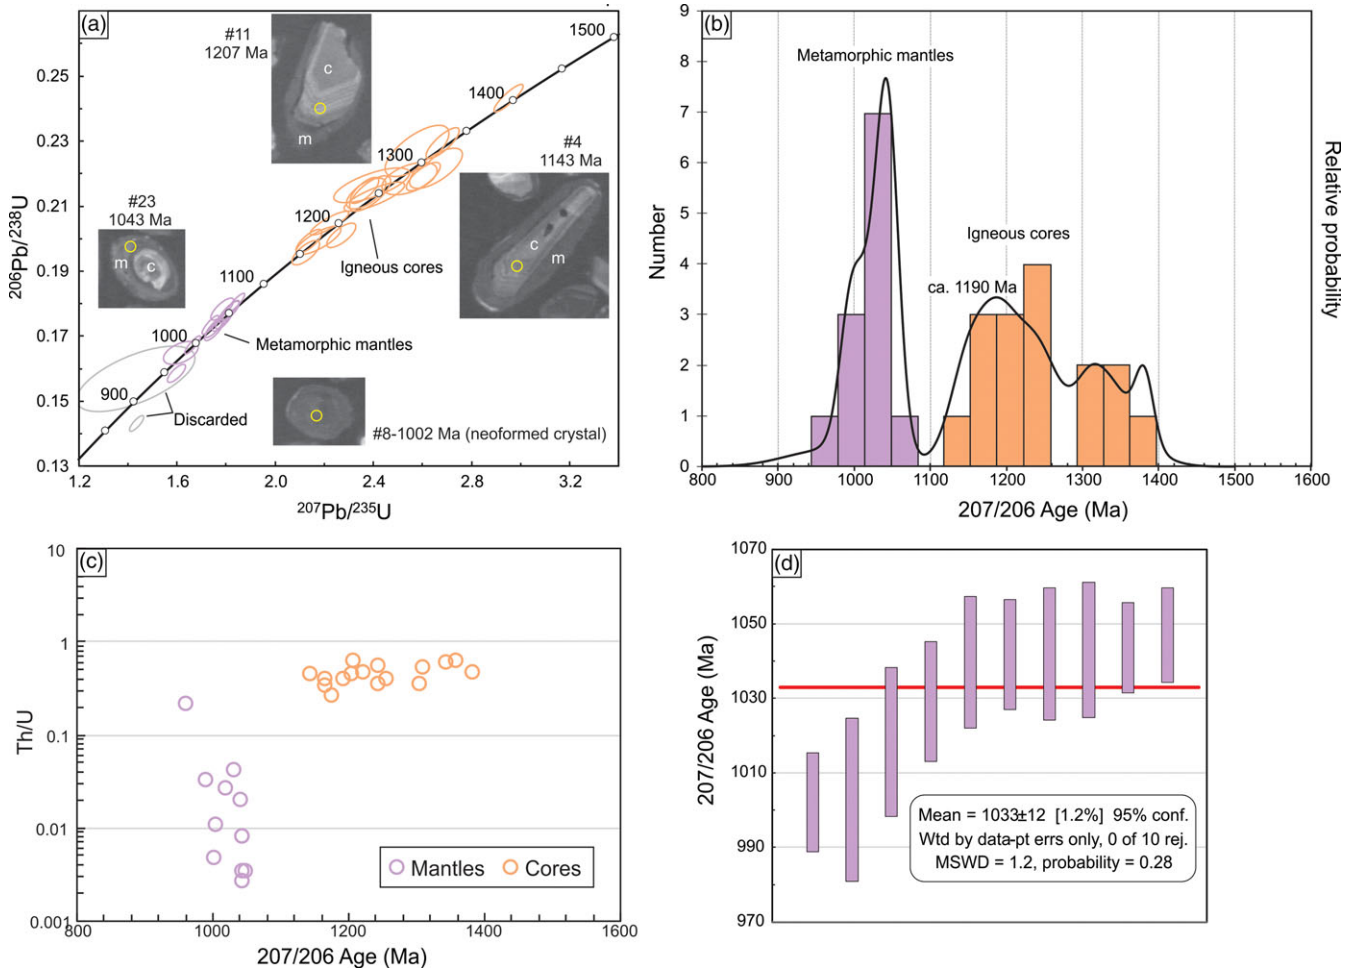 (a)
#11
1207 Ma
c
m
#4
1143 Ma
c
m
#23
1043 Ma
m
c
1500
1400
1300
1200
1100
1000
900
Igneous cores
Metamorphic mantles
Discarded
#8-1002 Ma (neoformed crystal)
0.25
0.23
0.21
0.19
0.17
0.15
0.13
1.2 1.6 2.0 2.4 2.8 3.2
206Pb/238U
207Pb/235U
(b)
Metamorphic mantles
Igneous cores
ca. 1190 Ma
9
8
7
6
5
4
3
2
1
0
800 900 1000 1100 1200 1300 1400 1500 1600
Number
Relative probability
207/206 Age (Ma)
(c)
10
1
0.1
0.01
0.001
800 1000 1200 1400 1600
Th/U
207/206 Age (Ma)
Mantles Cores
(d)
1070
1050
1030
1010
990
970
207/206 Age (Ma)
Mean = 1033±12 [1.2%] 95% conf.
Wtd by data-pt errs only, 0 of 10 rej.
MSWD = 1.2, probability = 0.28